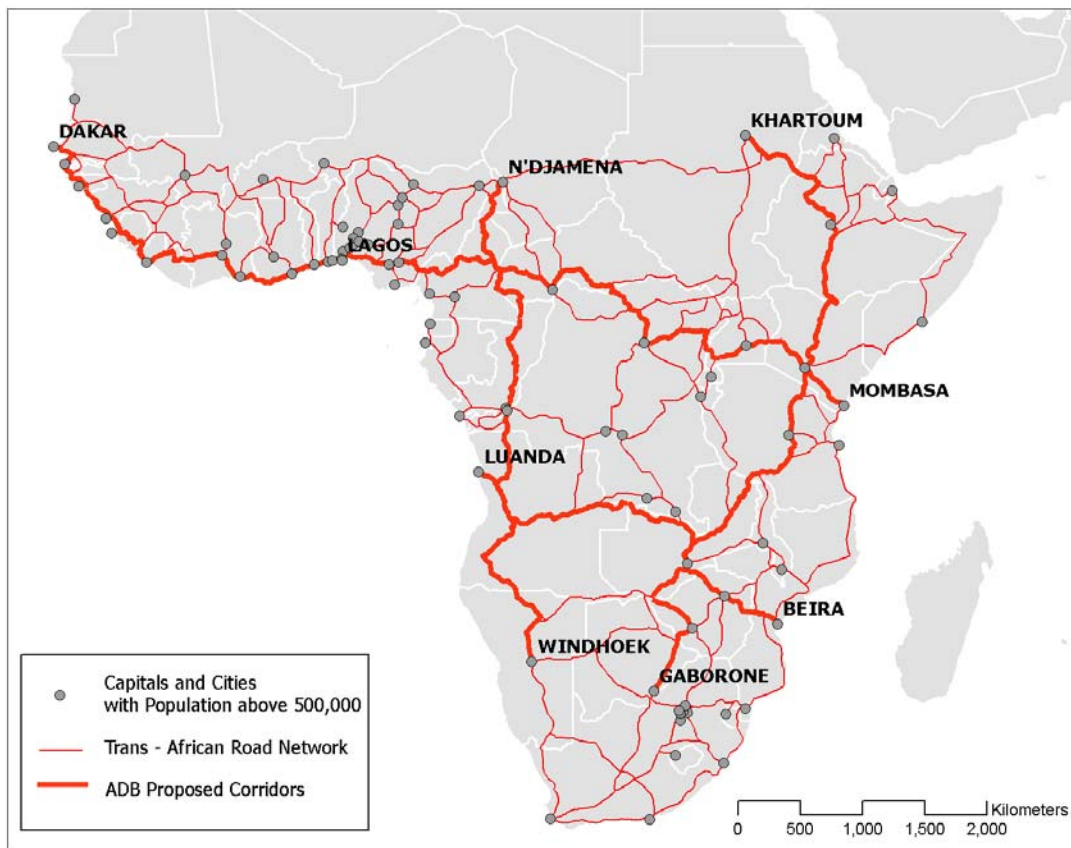 KHARTOUM
DAKAR
N'DJAMENA
LAGOS
MOMBASA
LUANDA
BEIRA
WINDHOEK
GABORONE
Capitals and Cities
with Population above 500,000
Trans - African Road Network
ADB Proposed Corridors
Kilometers
0 500 1,000 1,500 2,000